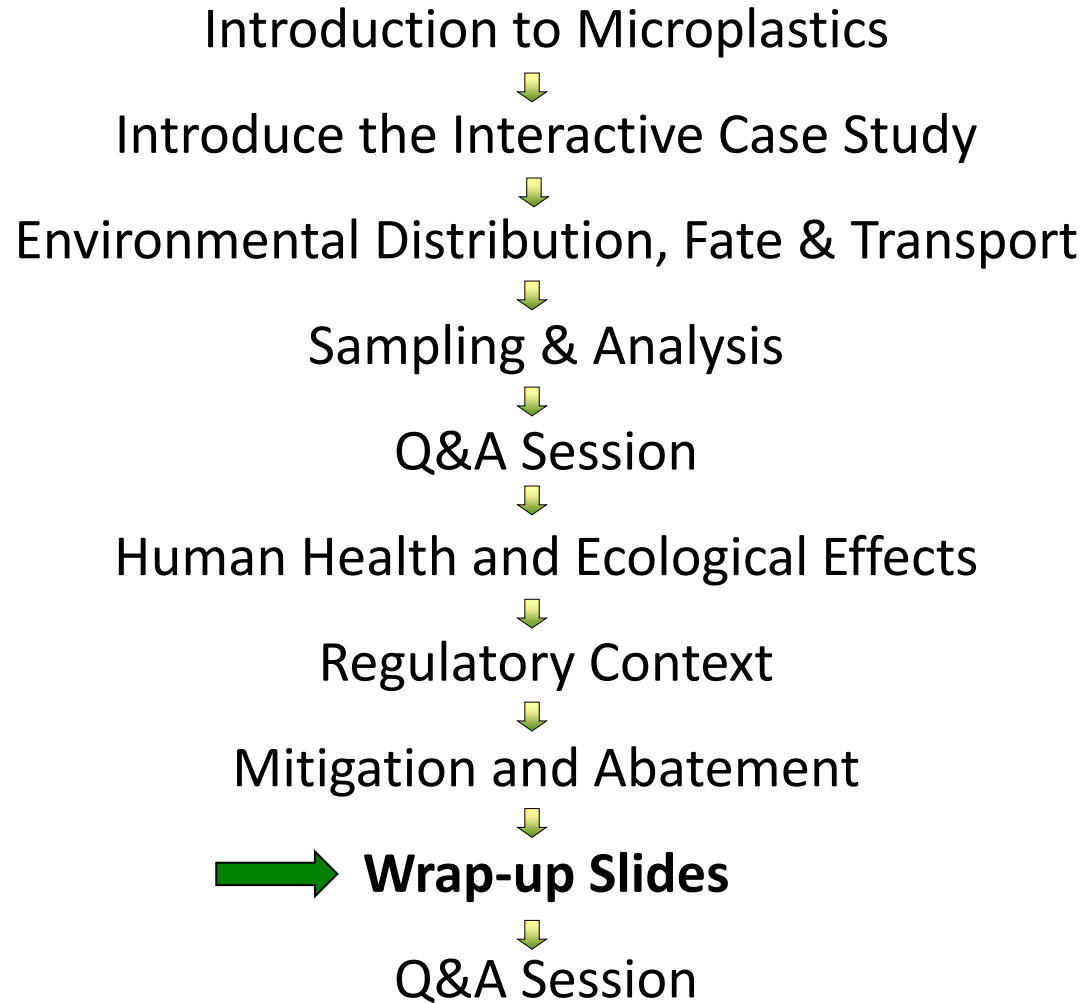 Introduction to Microplastics
Introduce the Interactive Case Study
Environmental Distribution, Fate & Transport
Sampling & Analysis
Q&A Session
Human Health and Ecological Effects
Regulatory Context
Mitigation and Abatement
Wrap-up Slides
Q&A Session